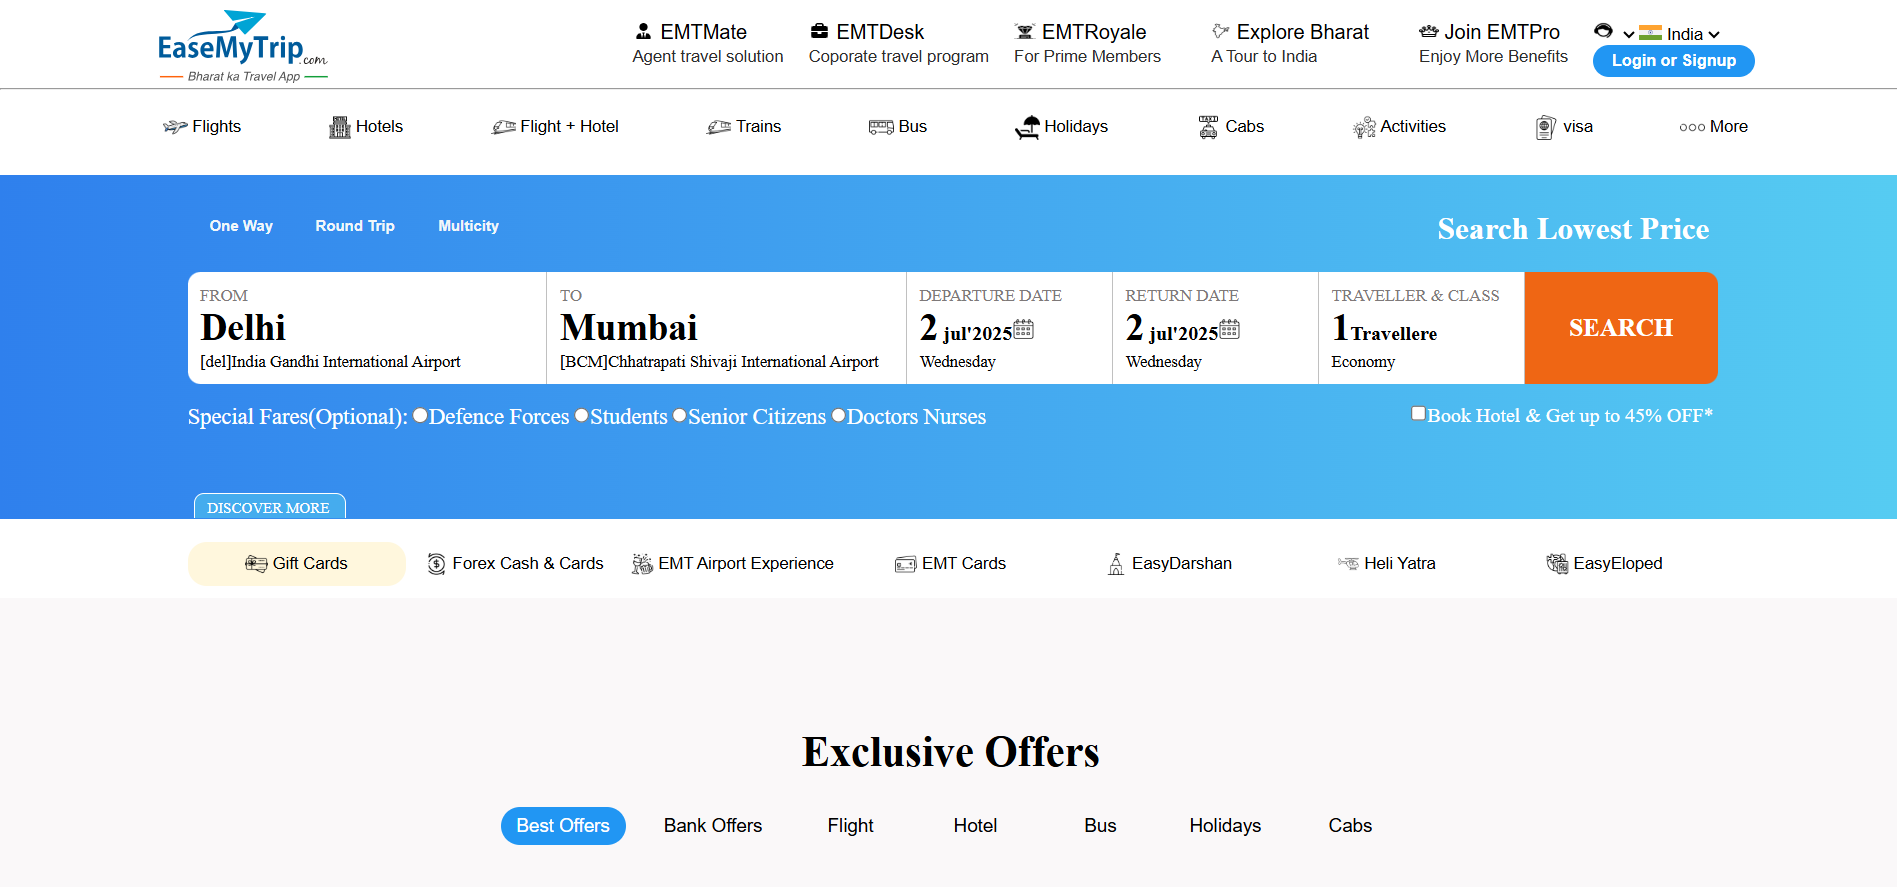 EaseMyTrip.com
Bharat ka Travel App
EMTMate
Agent travel solution
EMTDesk
Coporate travel program
EMTRoyale
For Prime Members
Explore Bharat
A Tour to India
Join EMTPro
Enjoy More Benefits
India
Login or Signup
Flights
Hotels
Flight + Hotel
Trains
Bus
Holidays
Cabs
Activities
visa
More
One Way
Round Trip
Multicity
Search Lowest Price
FROM
Delhi
[del]India Gandhi International Airport
TO
Mumbai
[BCM]Chhatrapati Shivaji International Airport
DEPARTURE DATE
2 jul'2025
Wednesday
RETURN DATE
2 jul'2025
Wednesday
TRAVELLER & CLASS
1Travellere
Economy
SEARCH
Special Fares(Optional): Defence Forces Students Senior Citizens Doctors Nurses
Book Hotel & Get up to 45% OFF*
DISCOVER MORE
Gift Cards
Forex Cash & Cards
EMT Airport Experience
EMT Cards
EasyDarshan
Heli Yatra
EasyEloped
Exclusive Offers
Best Offers
Bank Offers
Flight
Hotel
Bus
Holidays
Cabs